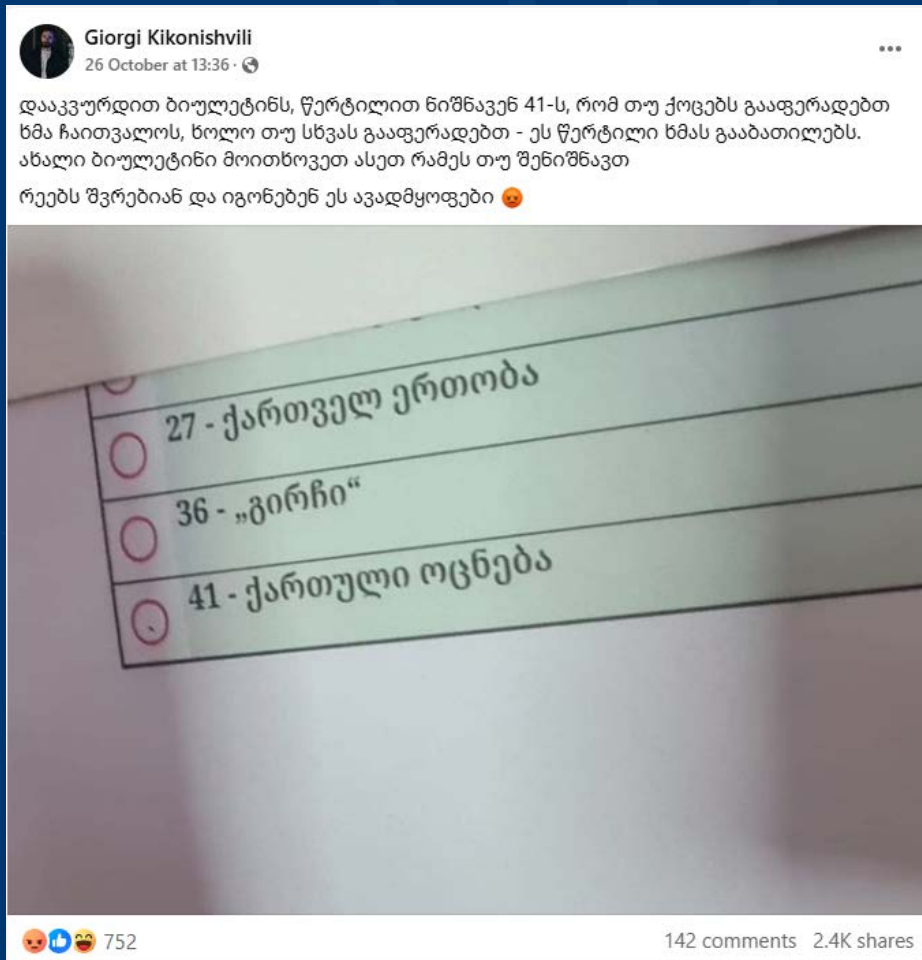 Giorgi Kikonishvili
26 October at 13:36 ·
დააკვურდით ბიულეტინს, წერტილით ნიშნავენ 41-ს, რომ თუ ქოცებს გააფერადებთ
ხმა ჩაითვალოს, ხოლო თუ სხვას გააფერადებთ - ეს წერტილი ხმას გააბათილებს.
ახალი ბიულეტინი მოითხოვეთ ასეთ რამეს თუ შენიშნავთ
რეებს შვრებიან და იგონებენ ეს ავადმყოფები 😡
27 - ქართველ ერთობა
36 - „გირჩი“
41 - ქართული ოცნება
752
142 comments 2.4K shares